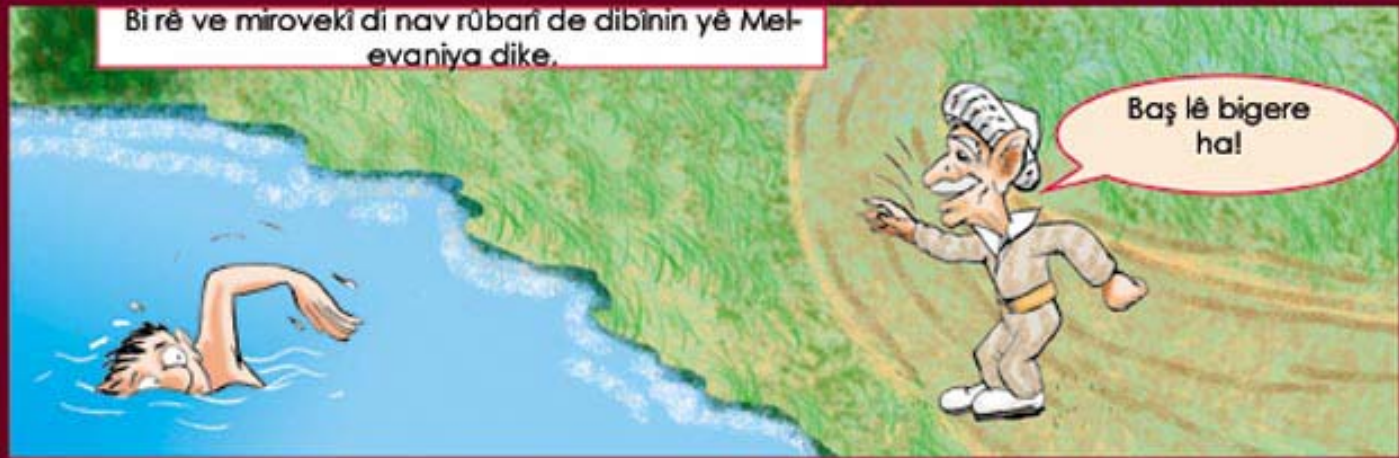 Bi rê ve mirovekî di nav rûbarî de dibînin yê Mel-
evaniya dike.
Baş lê bigere
ha!